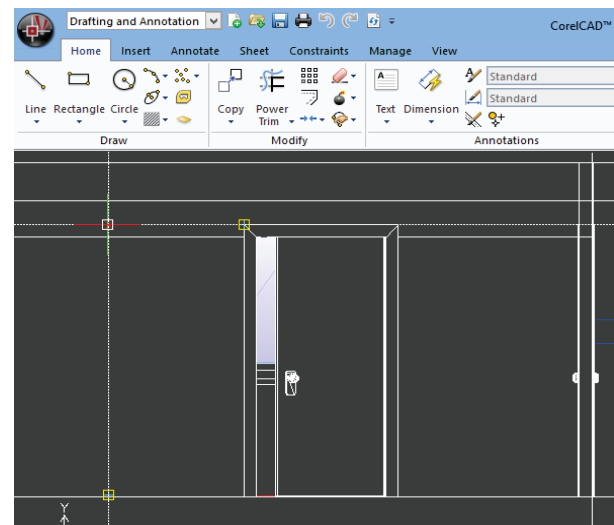 Drafting and Annotation
CorelCAD™
Home Insert Annotate Sheet Constraints Manage View
A Standard
Standard
Line Rectangle Circle Copy Power Trim Text Dimension
Draw Modify Annotations
Y